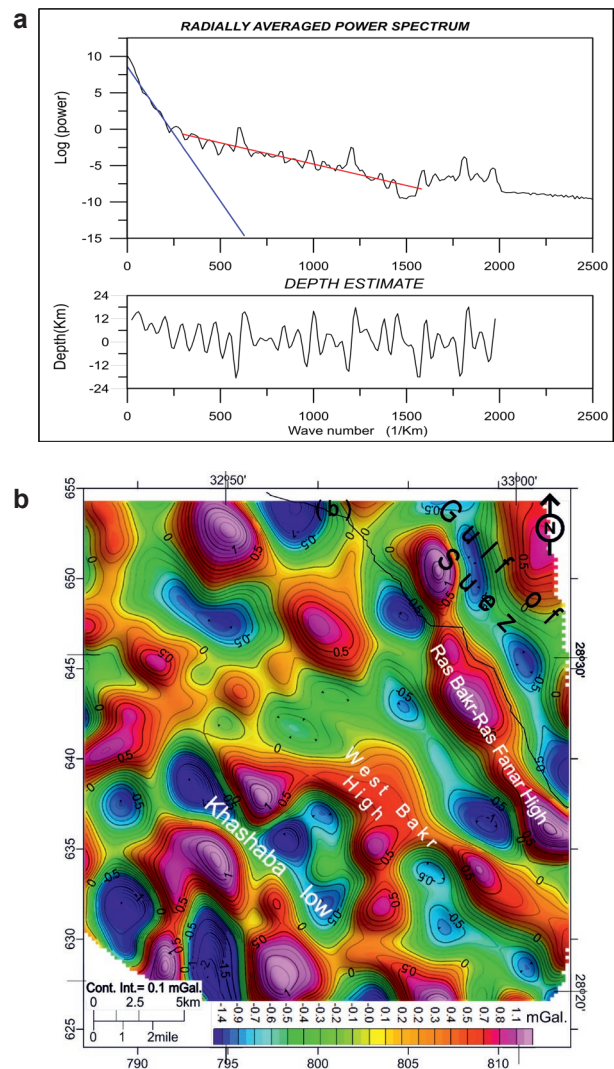 a
RADIALLY AVERAGED POWER SPECTRUM
Log (power)
10
5
0
-5
-10
-15
0 500 1000 1500 2000 2500
DEPTH ESTIMATE
Depth(Km)
24
12
0
-12
-24
0 500 1000 1500 2000 2500
Wave number (1/Km)
b
32°50' 33°00'
655
650
645
640
635
630
625
(b)
N
Gulf of
Suez
28°30'
28°20'
Ras Bakr-Ras Fanar High
West Bakr
High
Khashaba low
Cont. Int.= 0.1 mGal.
0 2.5 5km
0 1 2mile
-1.4 -0.9 -0.7 -0.6 -0.5 -0.4 -0.3 -0.2 -0.1 -0.0 0.1 0.2 0.3 0.4 0.5 0.7 0.8 1.1 mGal.
790 795 800 805 810